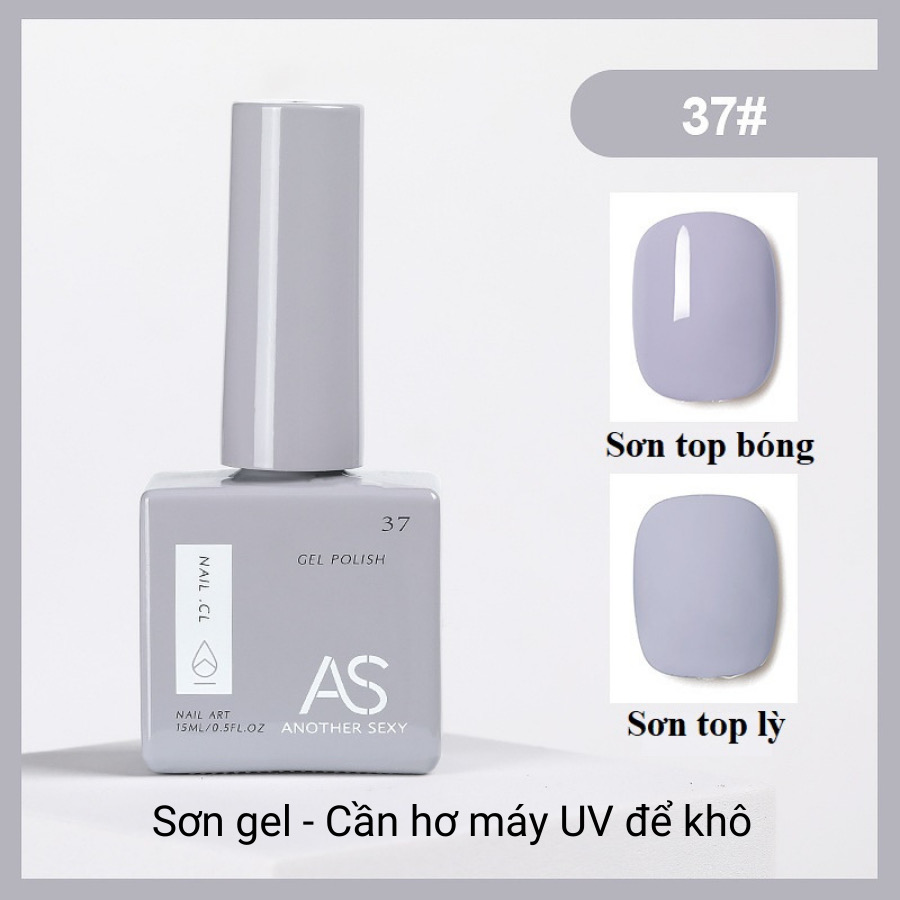 37#
Sơn top bóng
Sơn top lỳ
37
GEL POLISH
NAIL .CL
AS
NAIL ART
15ML/0.5FL.OZ
ANOTHER SEXY
Sơn gel - Cần hơ máy UV để khô